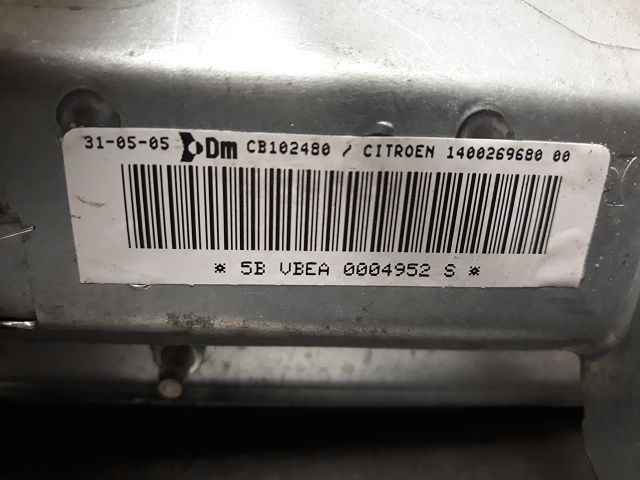 31-05-05 Dm CB102480 / CITROEN 1400269680 00
* 5B VBEA 0004952 S *